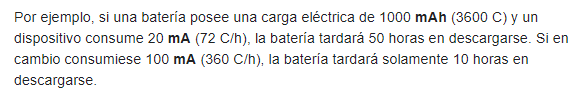 Por ejemplo, si una batería posee una carga eléctrica de 1000 mAh (3600 C) y un
dispositivo consume 20 mA (72 C/h), la batería tardará 50 horas en descargarse. Si en
cambio consumiese 100 mA (360 C/h), la batería tardará solamente 10 horas en
descargarse.